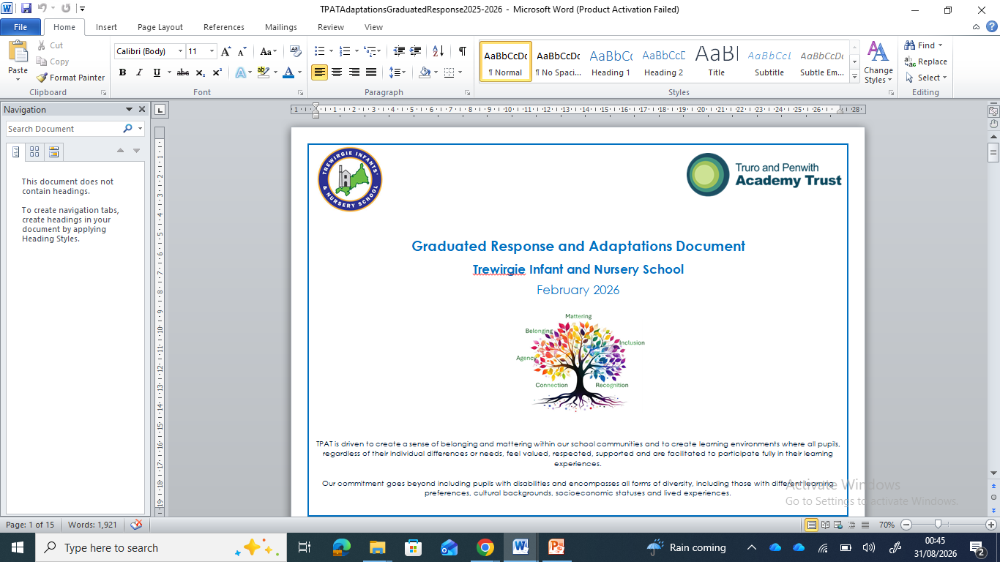 TPATAdaptationsGraduatedResponse2025-2026 - Microsoft Word (Product Activation Failed)
File Home Insert Page Layout References Mailings Review View
Paste
Cut
Copy
Format Painter
Clipboard
Calibri (Body) 11
Font
Paragraph
AaBbCcDc AaBbCcDc AaBbCc AaBbCcD AaBl AaBbCcL AaBbCcDc
¶ Normal ¶ No Spaci... Heading 1 Heading 2 Title Subtitle Subtle Em...
Styles
Change Styles
Find
Replace
Select
Editing
Navigation
Search Document
This document does not
contain headings.
To create navigation tabs,
create headings in your
document by applying
Heading Styles.
TREWIRGIE INFANTS'
& NURSERY SCHOOL
Truro and Penwith
Academy Trust
Graduated Response and Adaptations Document
Trewirgie Infant and Nursery School
February 2026
Mattering
Belonging
Inclusion
Agency
Connection
Recognition
TPAT is driven to create a sense of belonging and mattering within our school communities and to create learning environments where all pupils,
regardless of their individual differences or needs, feel valued, respected, supported and are facilitated to participate fully in their learning
experiences.
Our commitment goes beyond including pupils with disabilities and encompasses all forms of diversity, including those with different learning
preferences, cultural backgrounds, socioeconomic statuses and lived experiences.
Activate Windows
Go to Settings to activate Windows.
Page: 1 of 15 Words: 1,921
70%
Type here to search
Rain coming
00:45
31/08/2026
2